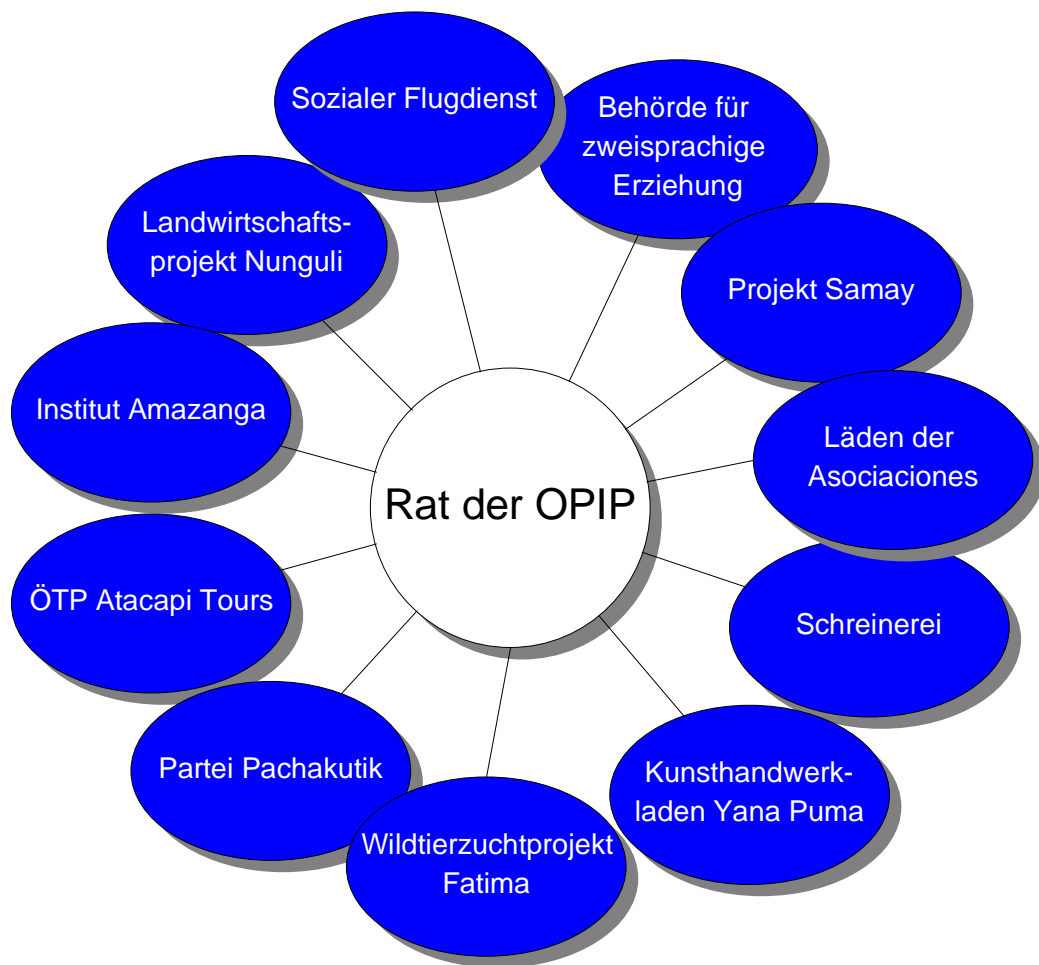 Sozialer Flugdienst
Behörde für
zweisprachige
Erziehung
Landwirtschafts-
projekt Nunguli
Projekt Samay
Institut Amazanga
Läden der
Asociaciones
Rat der OPIP
ÖTP Atacapi Tours
Schreinerei
Partei Pachakutik
Kunsthandwerk-
laden Yana Puma
Wildtierzuchtprojekt
Fatima